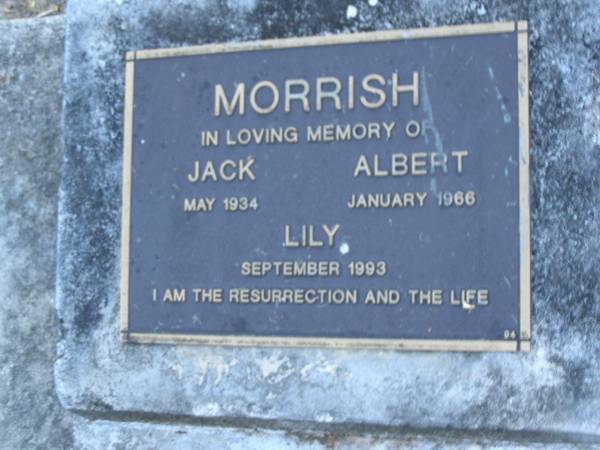 MORRISH
IN LOVING MEMORY OF
JACK ALBERT
MAY 1934 JANUARY 1966
LILY
SEPTEMBER 1993
I AM THE RESURRECTION AND THE LIFE
94